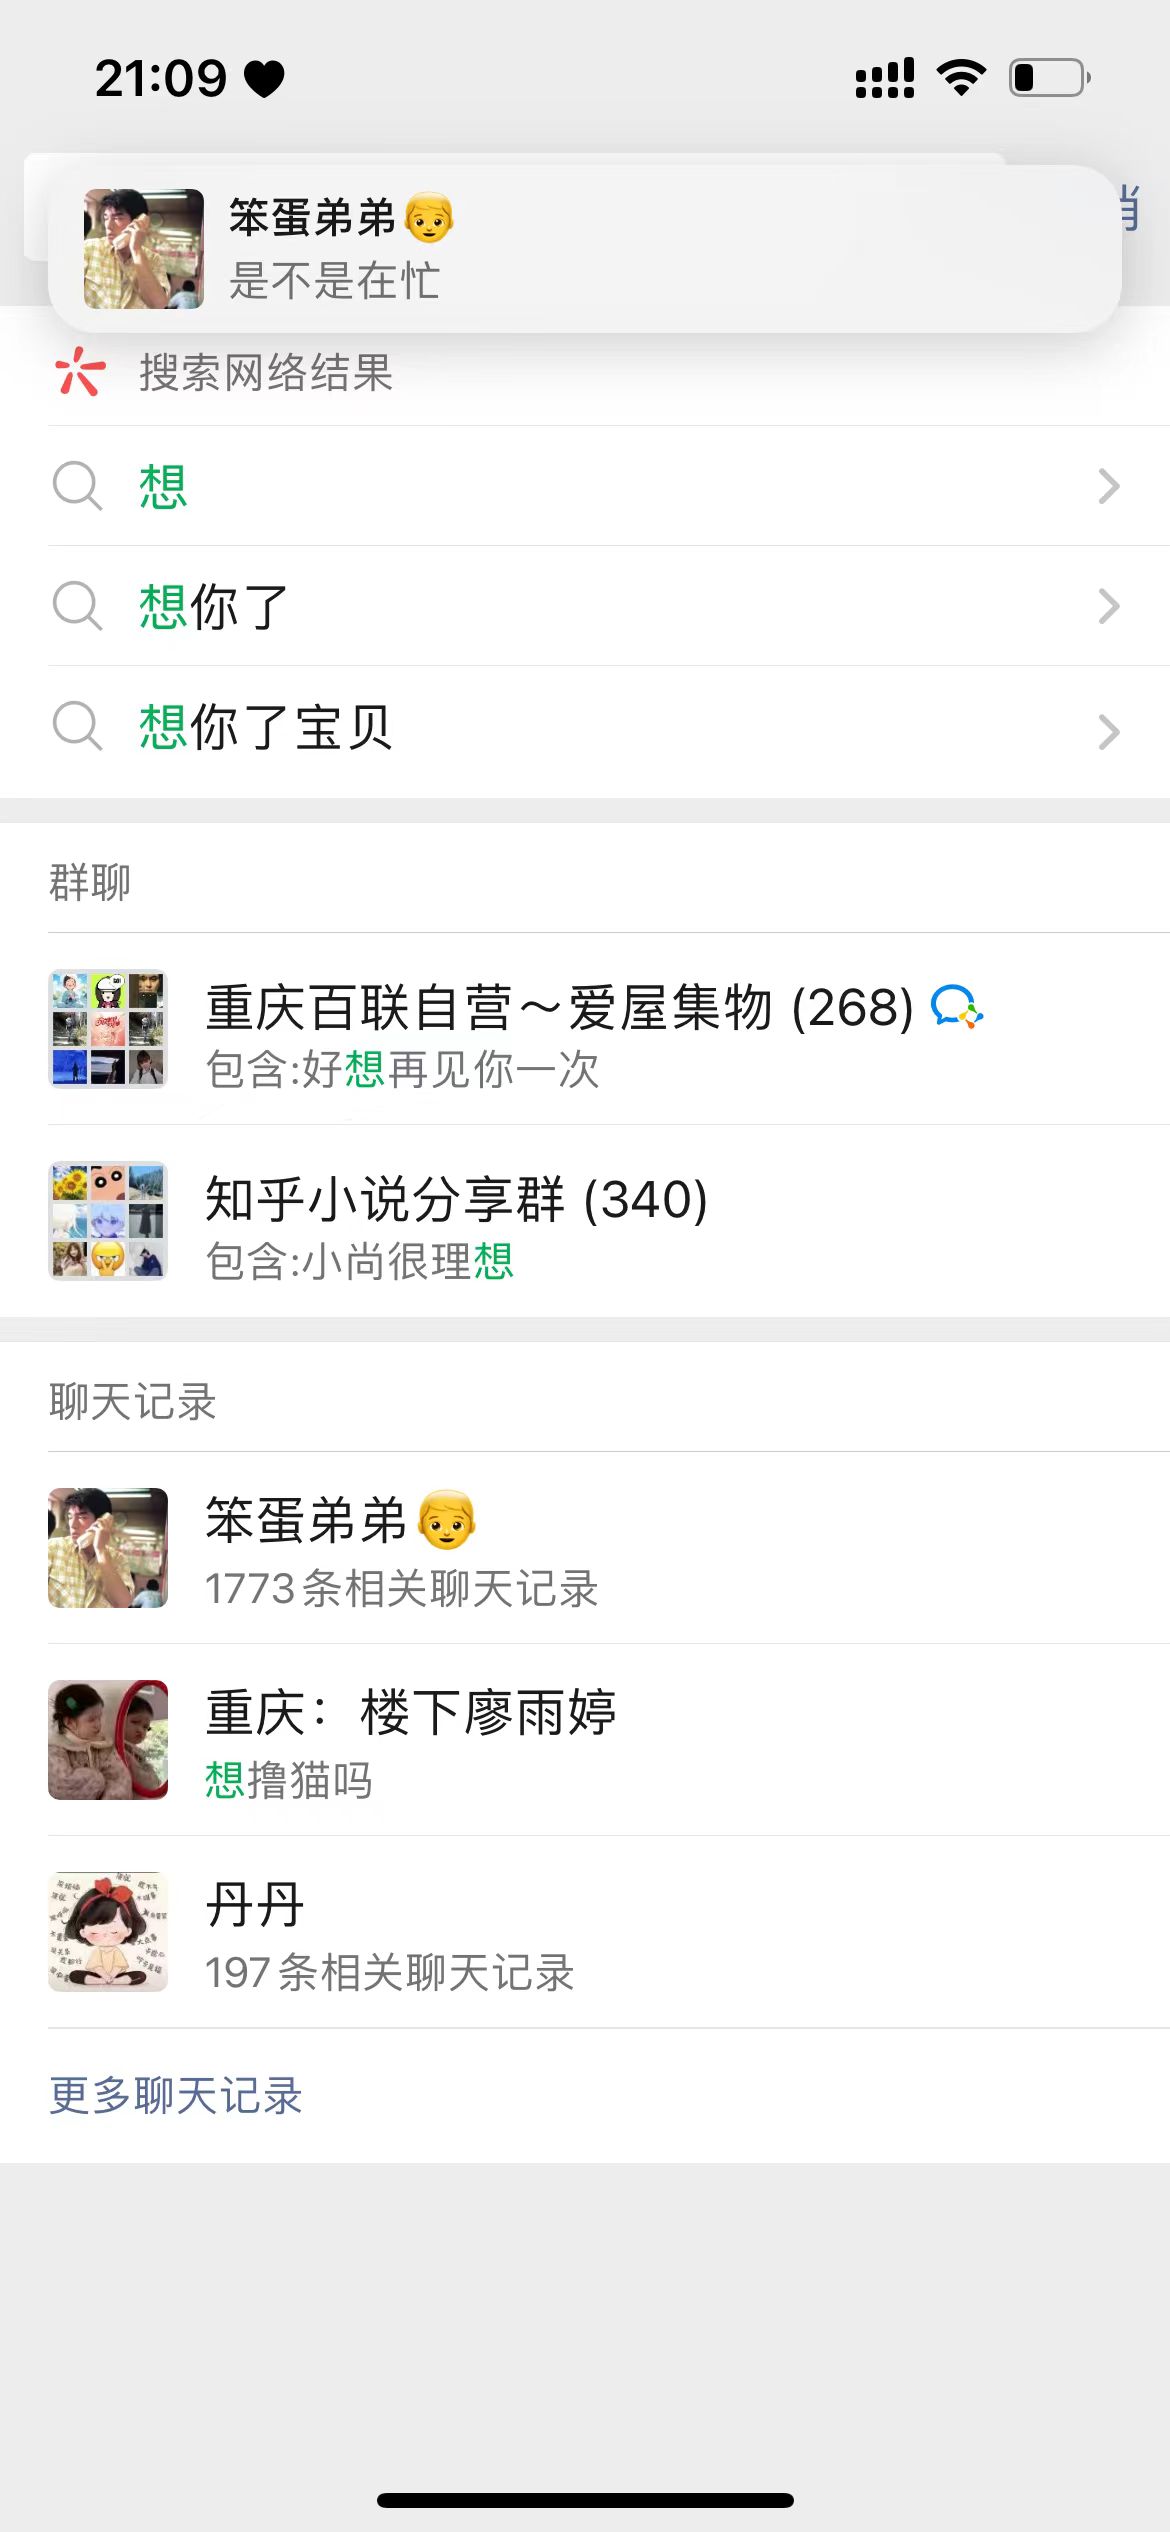 21:09
笨蛋弟弟👦
是不是在忙
搜索网络结果
想
想你了
想你了宝贝
群聊
重庆百联自营～爱屋集物 (268)
包含:好想再见你一次
知乎小说分享群 (340)
包含:小尚很理想
聊天记录
笨蛋弟弟👦
1773条相关聊天记录
重庆：楼下廖雨婷
想撸猫吗
丹丹
197条相关聊天记录
更多聊天记录